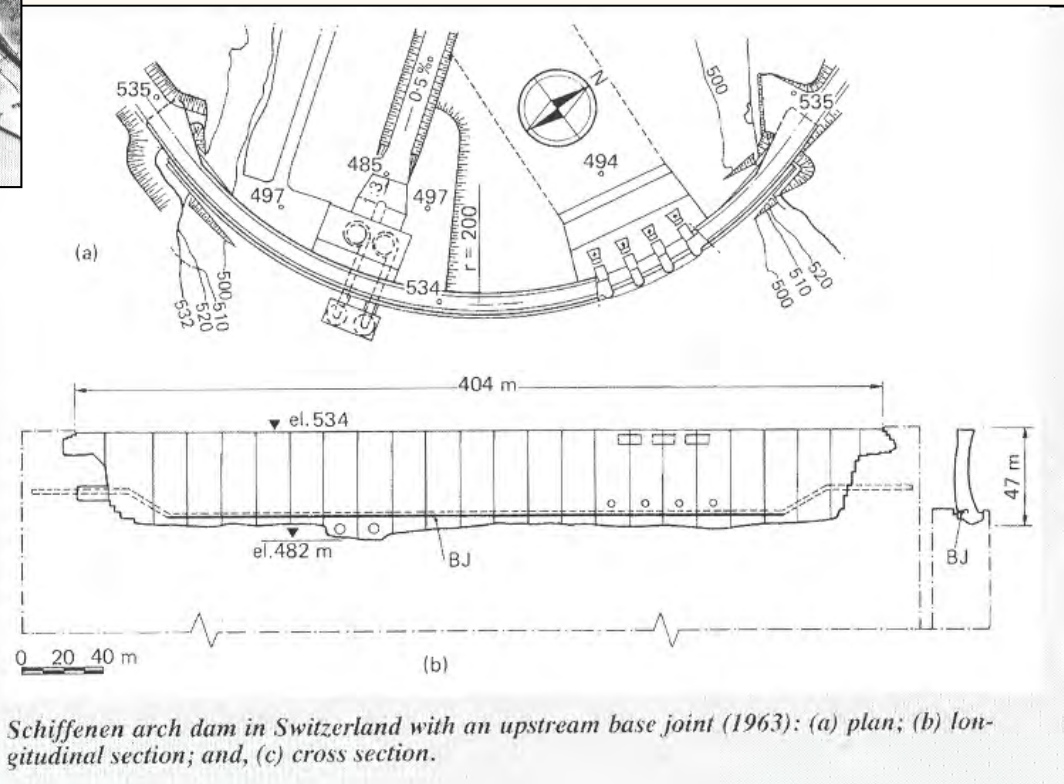 535
500
0·5‰
N
535
485
494
497
1:3
497
r = 200
(a)
534
500
510
520
532
520
510
500
404 m
el.534
47 m
el.482 m
BJ
BJ
0 20 40 m
(b)
Schiffenen arch dam in Switzerland with an upstream base joint (1963): (a) plan; (b) lon-
gitudinal section; and, (c) cross section.